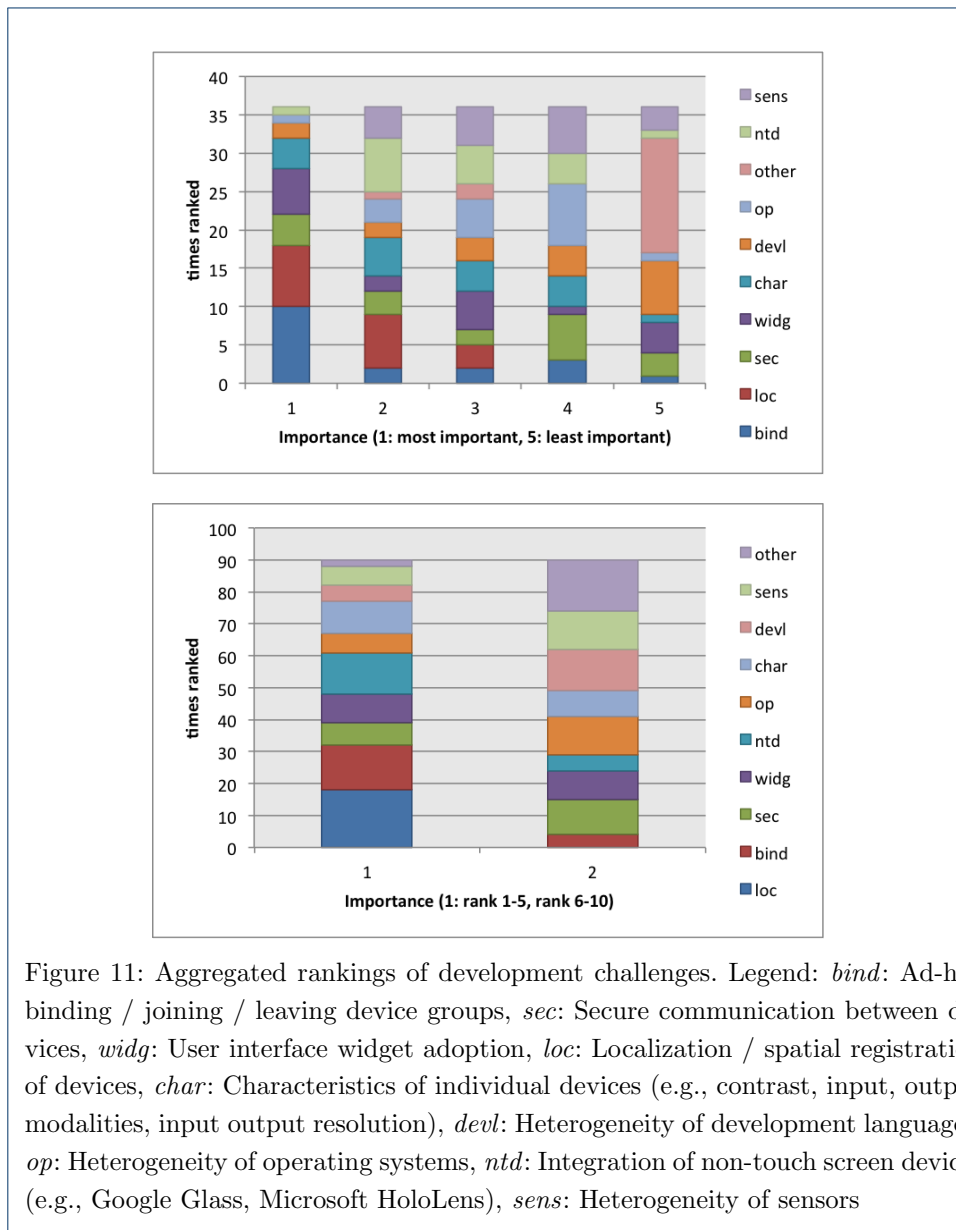 40
35
30
25
20
15
10
5
0
times ranked
1 2 3 4 5
Importance (1: most important, 5: least important)
sens
ntd
other
op
devl
char
widg
sec
loc
bind
100
90
80
70
60
50
40
30
20
10
0
times ranked
1 2
Importance (1: rank 1-5, rank 6-10)
other
sens
devl
char
op
ntd
widg
sec
bind
loc
Figure 11: Aggregated rankings of development challenges. Legend: bind: Ad-h
binding / joining / leaving device groups, sec: Secure communication between
vices, widg: User interface widget adoption, loc: Localization / spatial registrati
of devices, char: Characteristics of individual devices (e.g., contrast, input, outp
modalities, input output resolution), devl: Heterogeneity of development language
op: Heterogeneity of operating systems, ntd: Integration of non-touch screen devic
(e.g., Google Glass, Microsoft HoloLens), sens: Heterogeneity of sensors